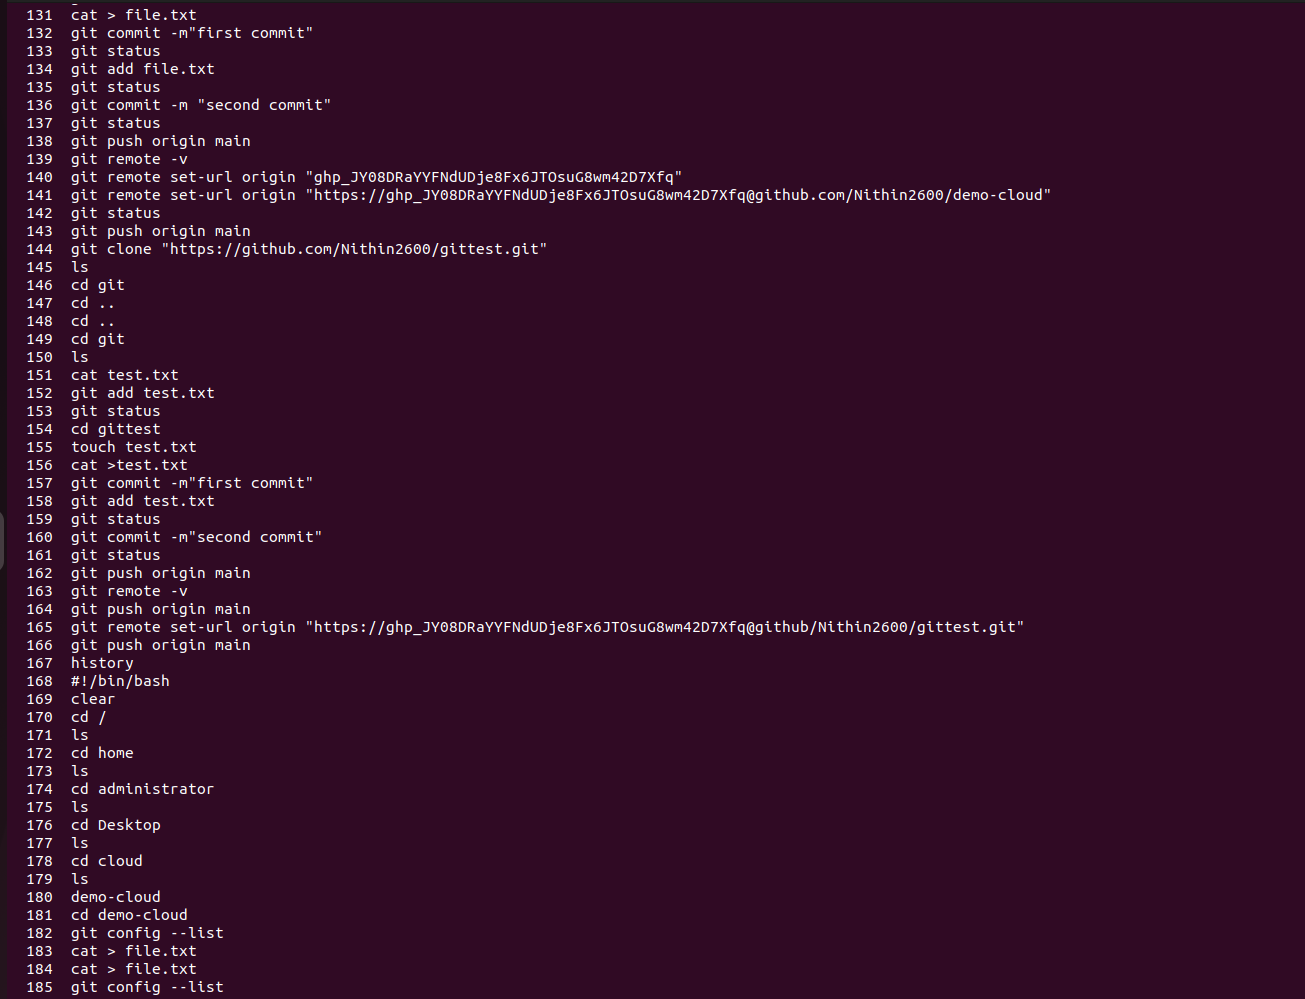 131 cat > file.txt
132 git commit -m"first commit"
133 git status
134 git add file.txt
135 git status
136 git commit -m "second commit"
137 git status
138 git push origin main
139 git remote -v
140 git remote set-url origin "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"
141 git remote set-url origin "https://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@github.com/Nithin2600/demo-cloud"
142 git status
143 git push origin main
144 git clone "https://github.com/Nithin2600/gittest.git"
145 ls
146 cd git
147 cd ..
148 cd ..
149 cd git
150 ls
151 cat test.txt
152 git add test.txt
153 git status
154 cd gittest
155 touch test.txt
156 cat >test.txt
157 git commit -m"first commit"
158 git add test.txt
159 git status
160 git commit -m"second commit"
161 git status
162 git push origin main
163 git remote -v
164 git push origin main
165 git remote set-url origin "https://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@github/Nithin2600/gittest.git"
166 git push origin main
167 history
168 #!/bin/bash
169 clear
170 cd /
171 ls
172 cd home
173 ls
174 cd administrator
175 ls
176 cd Desktop
177 ls
178 cd cloud
179 ls
180 demo-cloud
181 cd demo-cloud
182 git config --list
183 cat > file.txt
184 cat > file.txt
185 git config --list